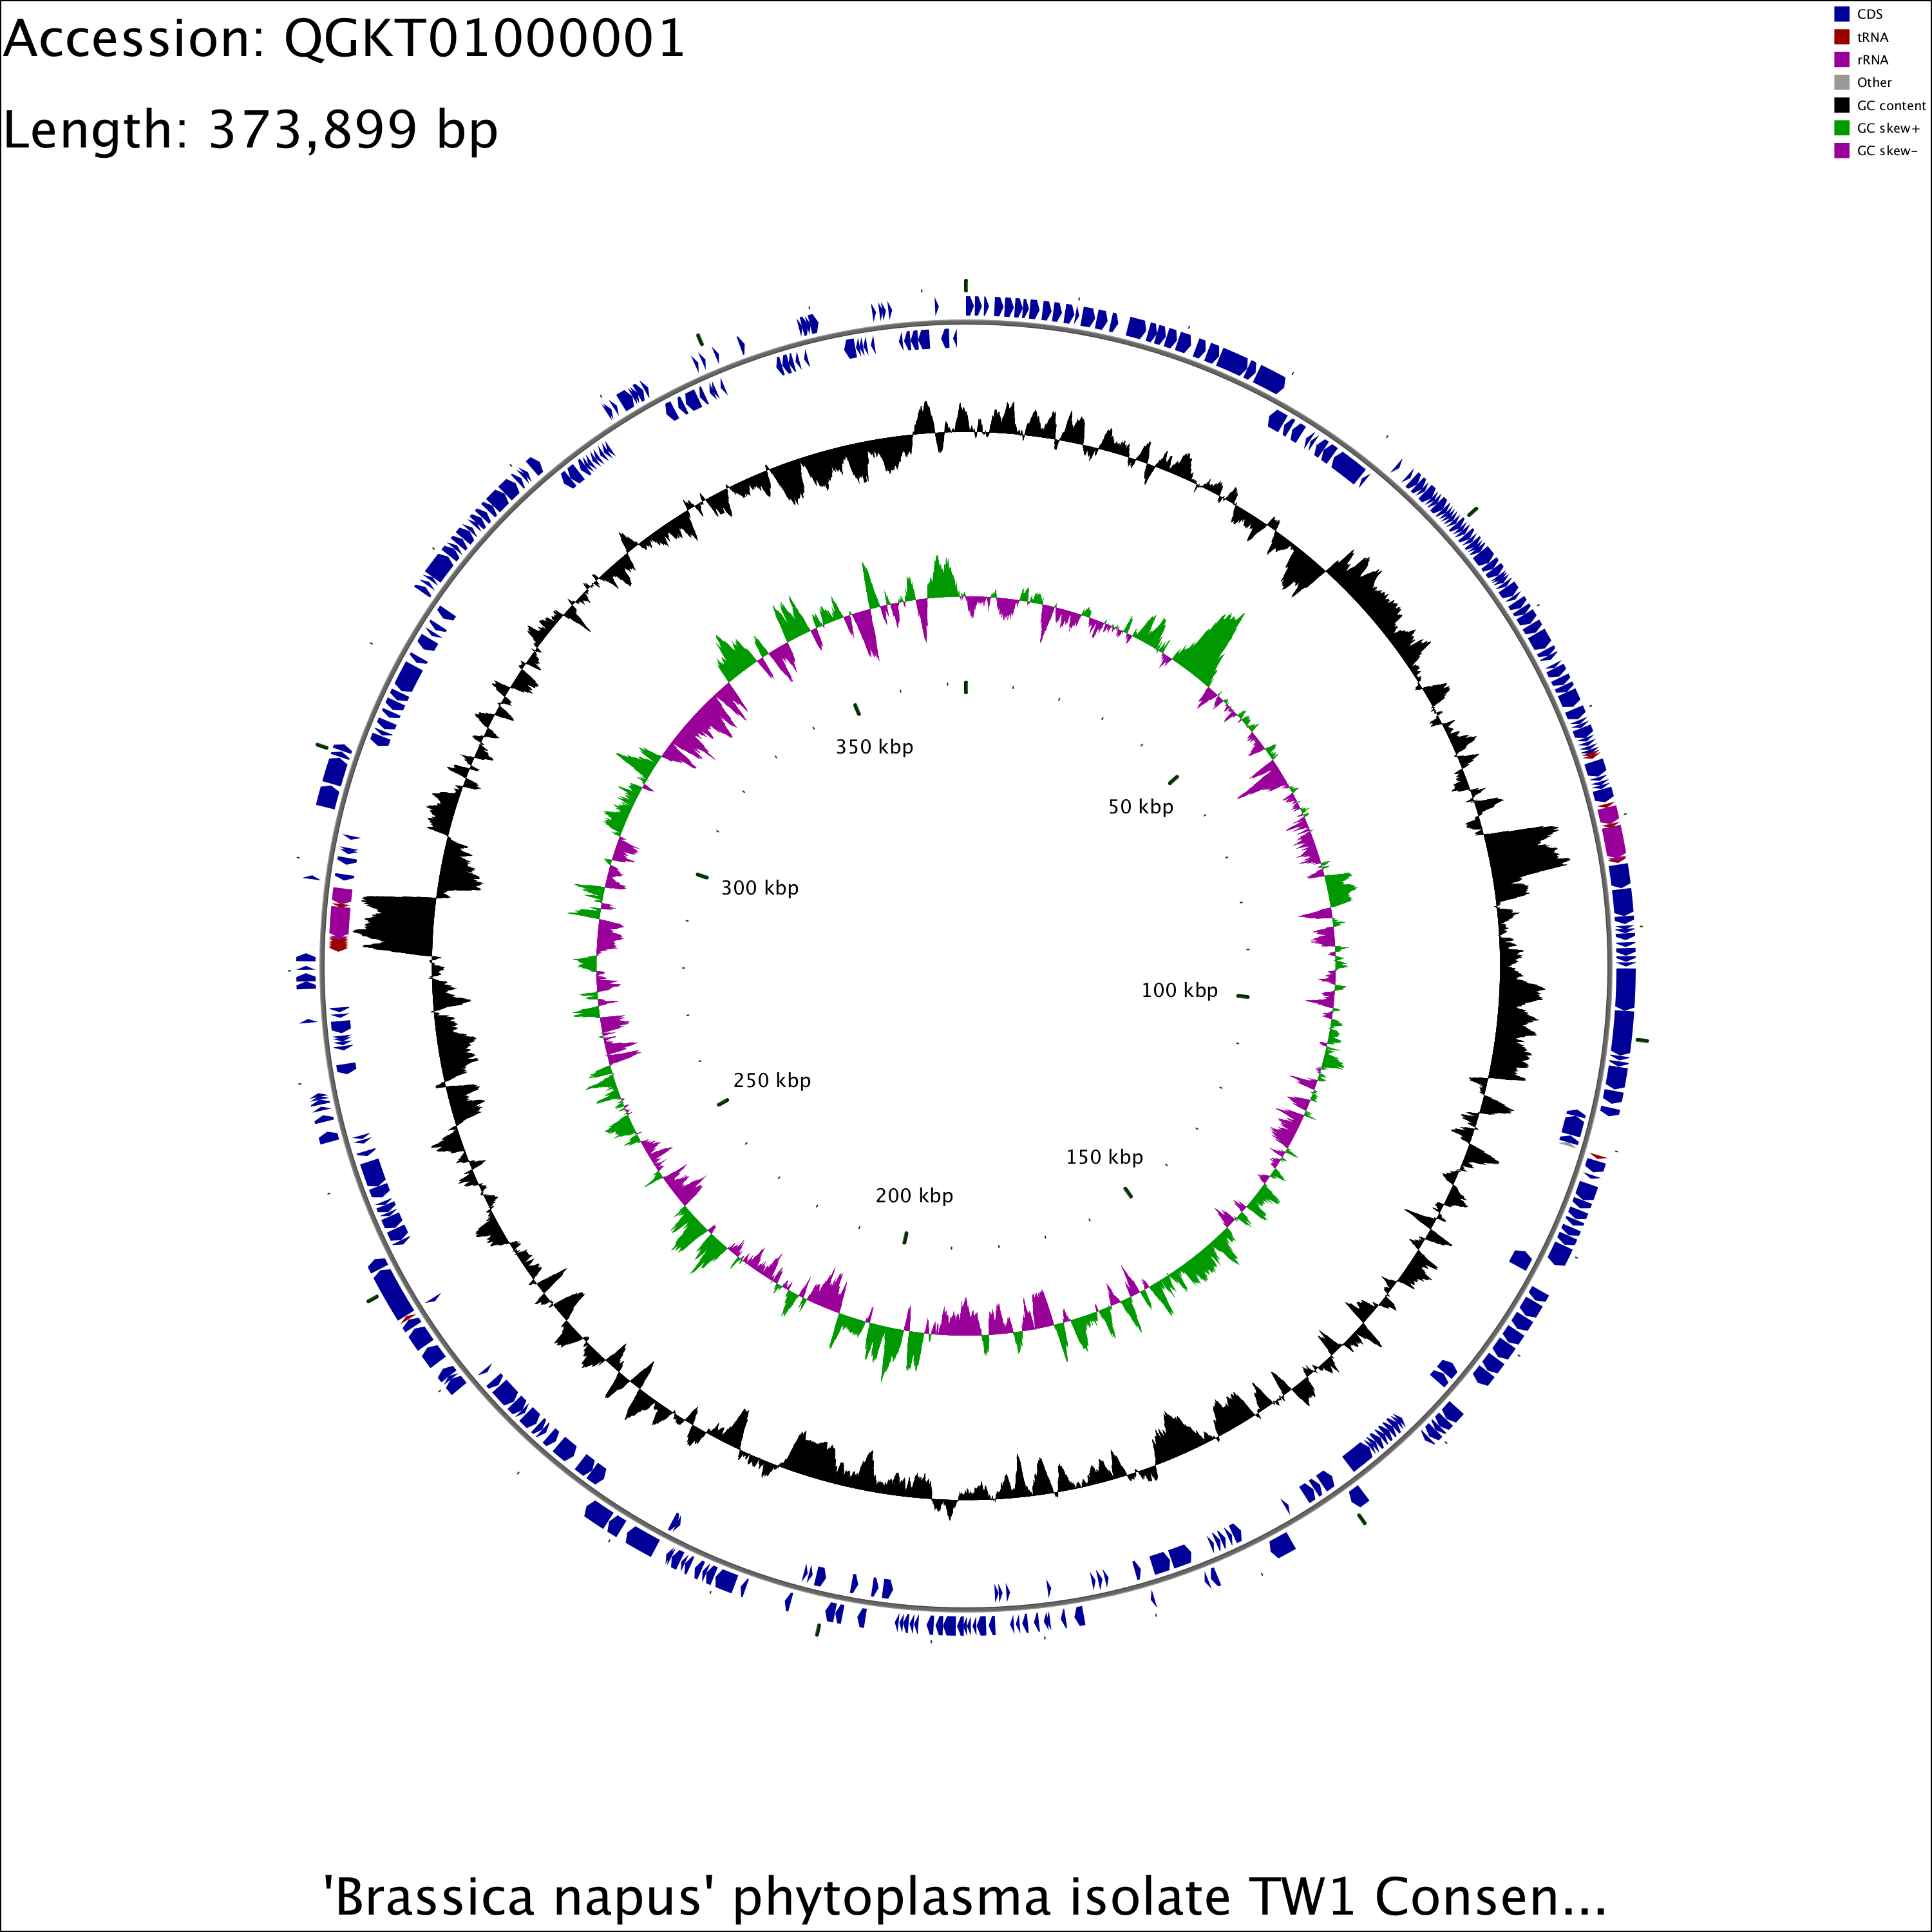 Accession: QGKT01000001
Length: 373,899 bp
CDS
tRNA
rRNA
Other
GC content
GC skew+
GC skew-
350 kbp
50 kbp
300 kbp
100 kbp
250 kbp
150 kbp
200 kbp
'Brassica napus' phytoplasma isolate TW1 Consen...